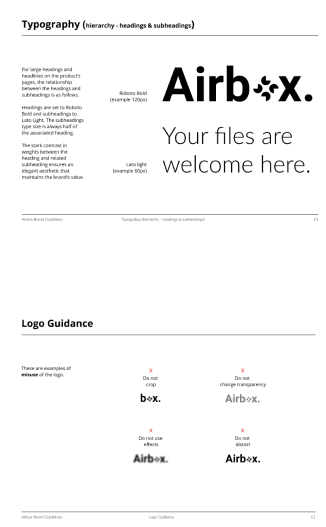 Typography (hierarchy - headings & subheadings)
For large headings and
headlines on the product's
pages, the relationship
between the headings and
subheadings is as follows.
Headings are set to Roboto
Bold and subheadings to
Lato Light. The subheadings
type size is always half of
the associated heading.
The stark contrast in
weights between the
heading and related
subheading ensures an
elegant aesthetic that
maintains the brand's value.
Roboto Bold
(example 120px)
Airbox.
Lato light
(example 60px)
Your files are
welcome here.
Airbox Brand Guidelines
Typography (hierarchy - headings & subheadings)
Logo Guidance
These are examples of
misuse of the logo.
X
Do not
crop
box.
X
Do not
change transparency
Airbox.
X
Do not use
effects
Airbox.
X
Do not
distort
Airbox.
Airbox Brand Guidelines
Logo Guidance